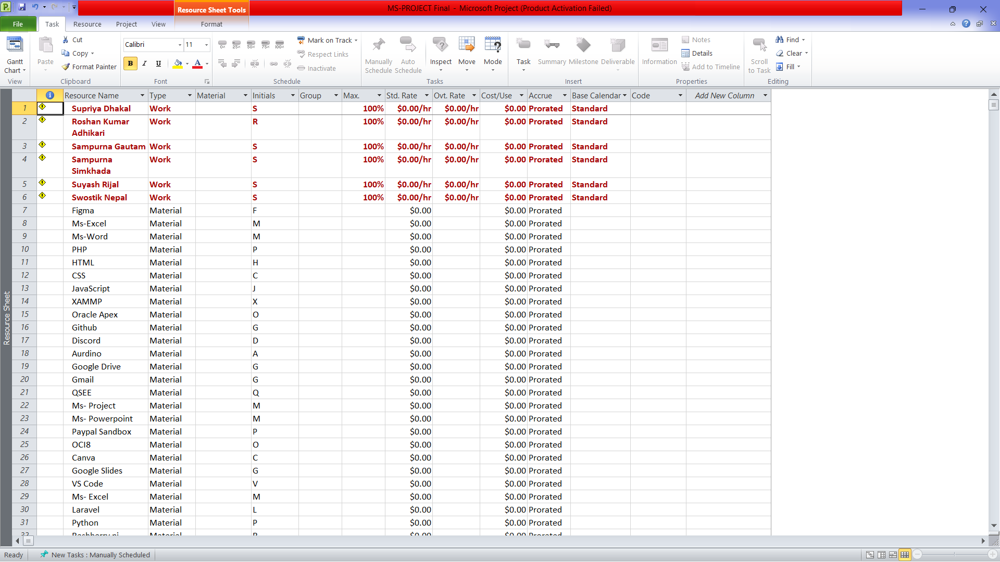 Resource Sheet Tools
MS-PROJECT Final - Microsoft Project (Product Activation Failed)
File Task Resource Project View Format
Gantt Chart
Paste
Cut
Copy
Format Painter
Calibri 11
B I U
0% 25% 50% 75% 100%
Mark on Track
Respect Links
Inactivate
Manually Schedule
Auto Schedule
Inspect
Move
Mode
Task
Summary
Milestone
Deliverable
Information
Notes
Details
Add to Timeline
Scroll to Task
Find
Clear
Fill
View Clipboard Font Schedule Tasks Insert Properties Editing
Resource Name Type Material Initials Group Max. Std. Rate Ovt. Rate Cost/Use Accrue Base Calendar Code Add New Column
1 Supriya Dhakal Work S 100% $0.00/hr $0.00/hr $0.00 Prorated Standard
2 Roshan Kumar Adhikari Work R 100% $0.00/hr $0.00/hr $0.00 Prorated Standard
3 Sampurna Gautam Work S 100% $0.00/hr $0.00/hr $0.00 Prorated Standard
4 Sampurna Simkhada Work S 100% $0.00/hr $0.00/hr $0.00 Prorated Standard
5 Suyash Rijal Work S 100% $0.00/hr $0.00/hr $0.00 Prorated Standard
6 Swostik Nepal Work S 100% $0.00/hr $0.00/hr $0.00 Prorated Standard
7 Figma Material F $0.00 $0.00 Prorated
8 Ms-Excel Material M $0.00 $0.00 Prorated
9 Ms-Word Material M $0.00 $0.00 Prorated
10 PHP Material P $0.00 $0.00 Prorated
11 HTML Material H $0.00 $0.00 Prorated
12 CSS Material C $0.00 $0.00 Prorated
13 JavaScript Material J $0.00 $0.00 Prorated
14 XAMMP Material X $0.00 $0.00 Prorated
15 Oracle Apex Material O $0.00 $0.00 Prorated
16 Github Material G $0.00 $0.00 Prorated
17 Discord Material D $0.00 $0.00 Prorated
18 Aurdino Material A $0.00 $0.00 Prorated
19 Google Drive Material G $0.00 $0.00 Prorated
20 Gmail Material G $0.00 $0.00 Prorated
21 QSEE Material Q $0.00 $0.00 Prorated
22 Ms- Project Material M $0.00 $0.00 Prorated
23 Ms- Powerpoint Material M $0.00 $0.00 Prorated
24 Paypal Sandbox Material P $0.00 $0.00 Prorated
25 OCI8 Material O $0.00 $0.00 Prorated
26 Canva Material C $0.00 $0.00 Prorated
27 Google Slides Material G $0.00 $0.00 Prorated
28 VS Code Material V $0.00 $0.00 Prorated
29 Ms- Excel Material M $0.00 $0.00 Prorated
30 Laravel Material L $0.00 $0.00 Prorated
31 Python Material P $0.00 $0.00 Prorated
Resource Sheet
Ready New Tasks : Manually Scheduled